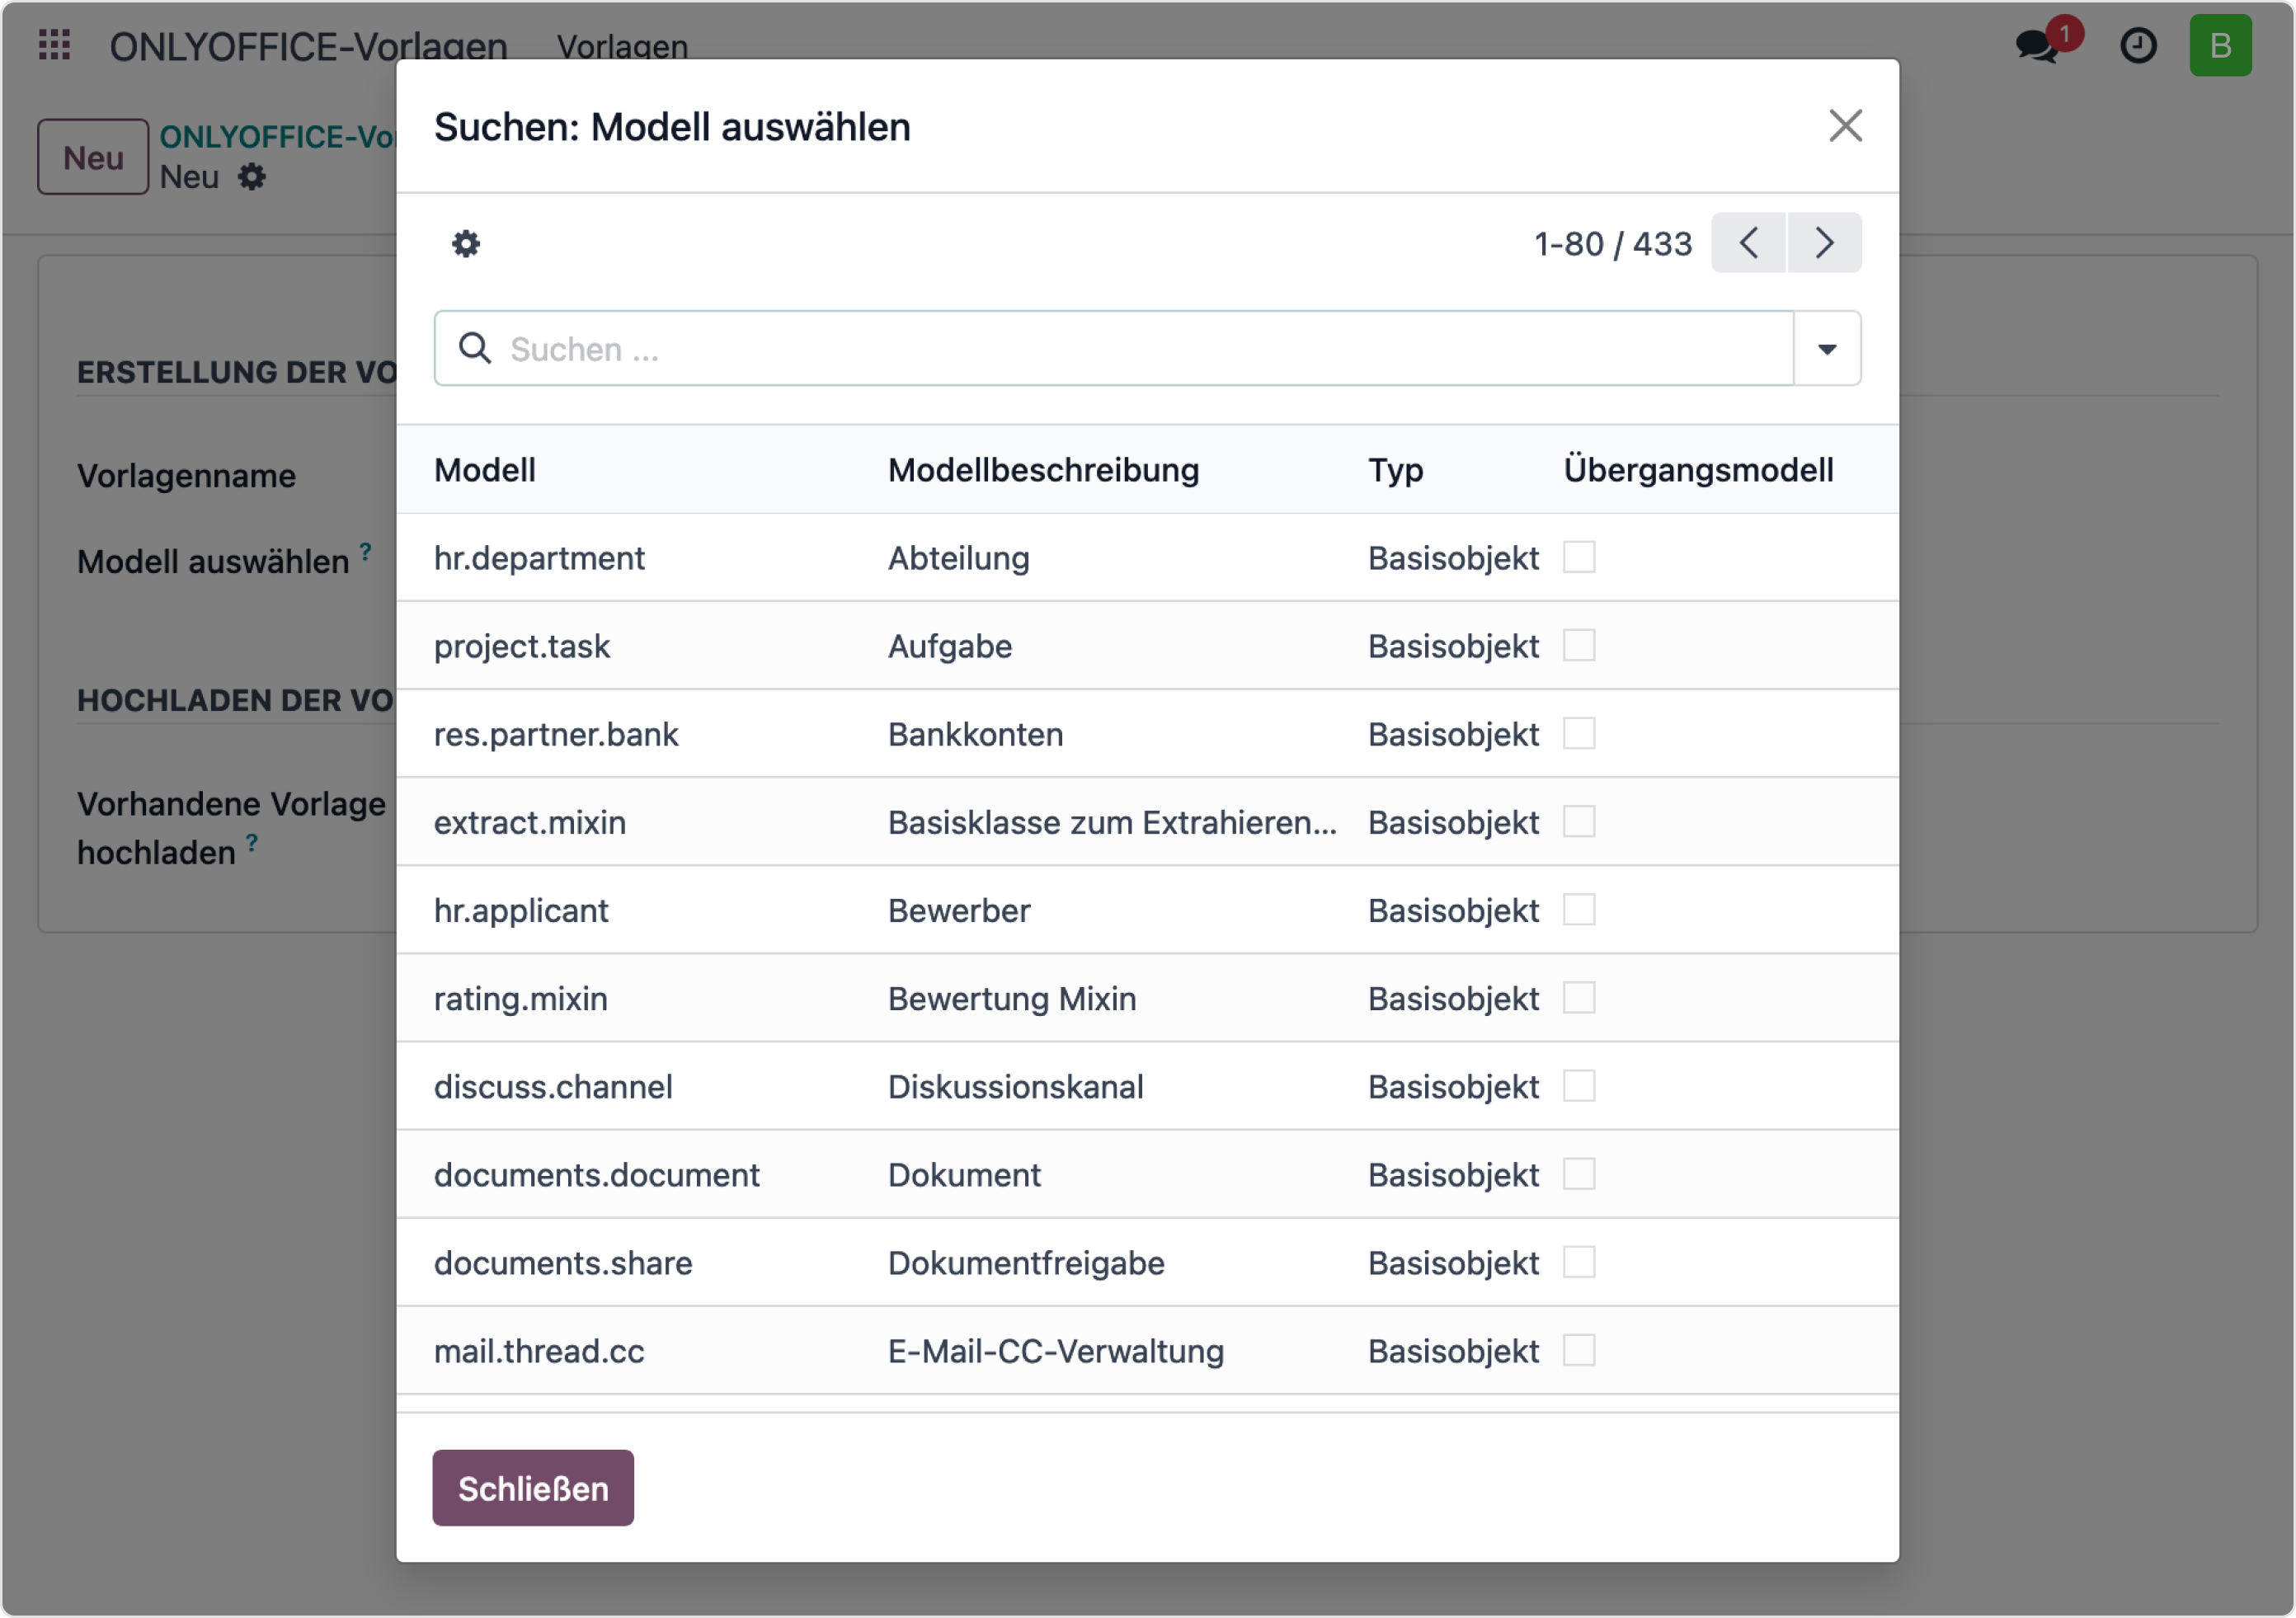 ONLYOFFICE-Vorlagen Vorlagen 1 B
Neu ONLYOFFICE-Vo
Neu
ERSTELLUNG DER VO
Vorlagenname
Modell auswählen ?
HOCHLADEN DER VO
Vorhandene Vorlage
hochladen ?
Suchen: Modell auswählen
1-80 / 433
Suchen ...
Modell Modellbeschreibung Typ Übergangsmodell
hr.department Abteilung Basisobjekt
project.task Aufgabe Basisobjekt
res.partner.bank Bankkonten Basisobjekt
extract.mixin Basisklasse zum Extrahieren... Basisobjekt
hr.applicant Bewerber Basisobjekt
rating.mixin Bewertung Mixin Basisobjekt
discuss.channel Diskussionskanal Basisobjekt
documents.document Dokument Basisobjekt
documents.share Dokumentfreigabe Basisobjekt
mail.thread.cc E-Mail-CC-Verwaltung Basisobjekt
Schließen